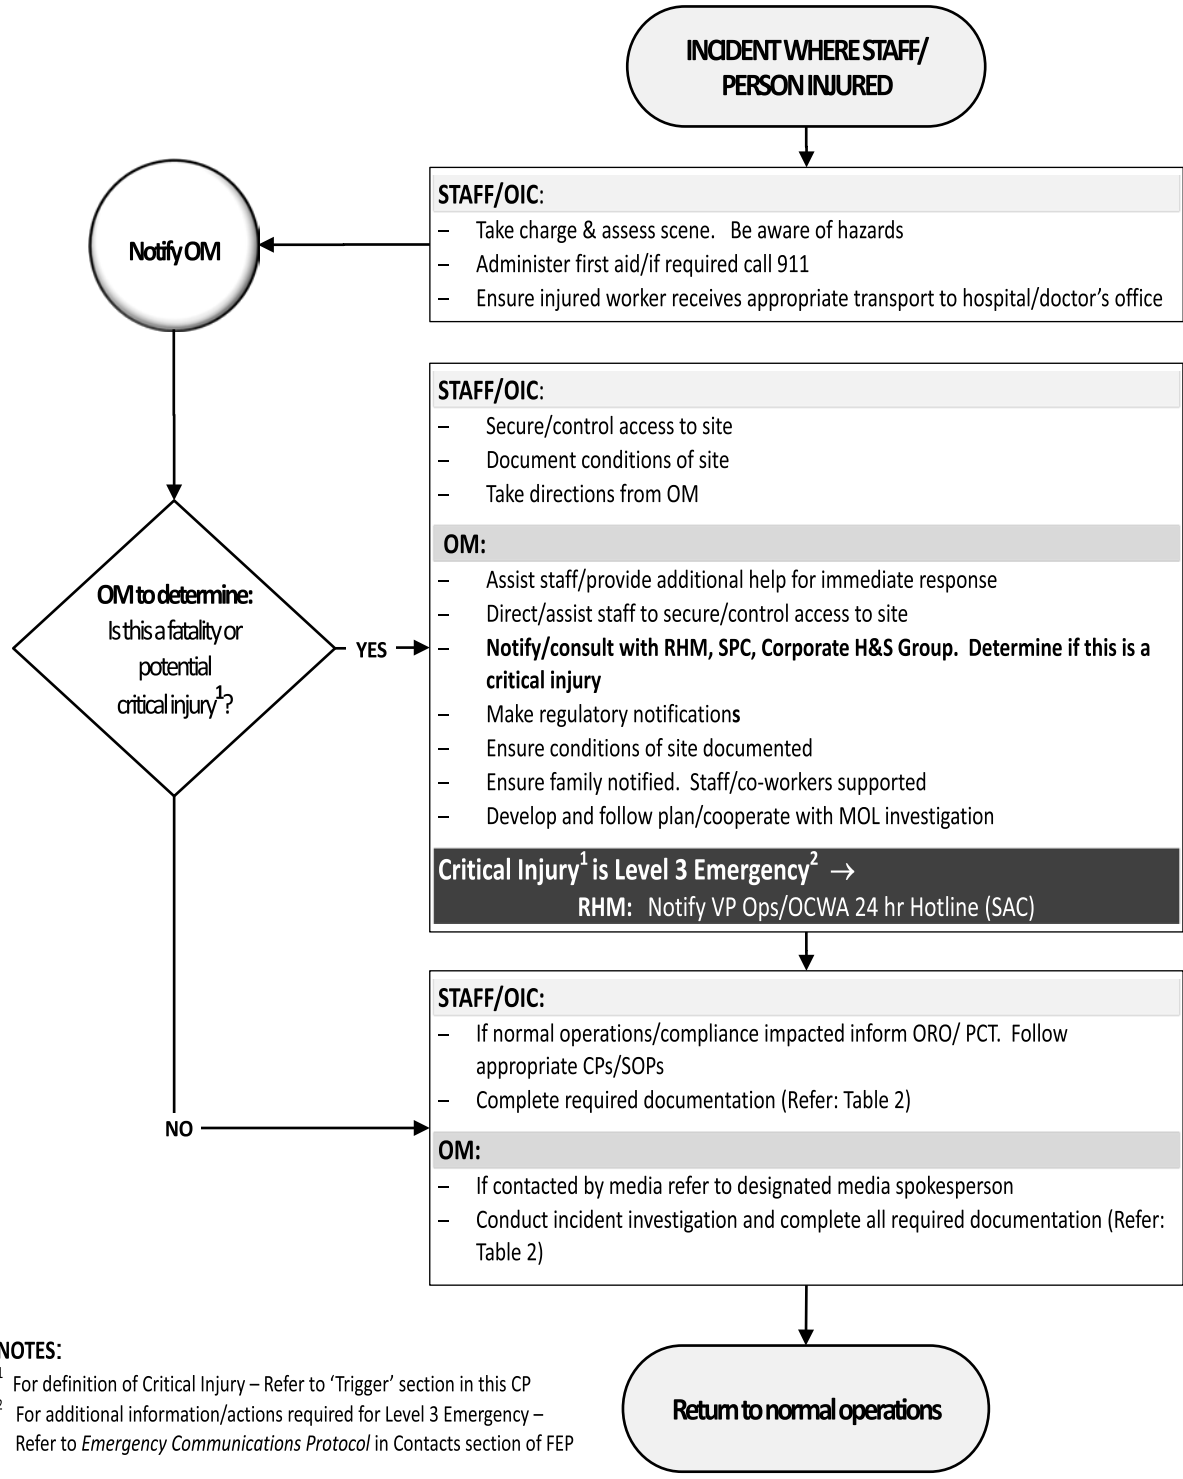 INCIDENT WHERE STAFF/
PERSON INJURED
STAFF/OIC:
– Take charge & assess scene. Be aware of hazards
– Administer first aid/if required call 911
– Ensure injured worker receives appropriate transport to hospital/doctor’s office
Notify OM
OM to determine:
Is this a fatality or
potential
critical injury¹?
YES
STAFF/OIC:
– Secure/control access to site
– Document conditions of site
– Take directions from OM
OM:
– Assist staff/provide additional help for immediate response
– Direct/assist staff to secure/control access to site
– Notify/consult with RHM, SPC, Corporate H&S Group. Determine if this is a
critical injury
– Make regulatory notifications
– Ensure conditions of site documented
– Ensure family notified. Staff/co-workers supported
– Develop and follow plan/cooperate with MOL investigation
Critical Injury¹ is Level 3 Emergency² →
RHM: Notify VP Ops/OCWA 24 hr Hotline (SAC)
NO
STAFF/OIC:
– If normal operations/compliance impacted inform ORO/ PCT. Follow
appropriate CPs/SOPs
– Complete required documentation (Refer: Table 2)
OM:
– If contacted by media refer to designated media spokesperson
– Conduct incident investigation and complete all required documentation (Refer:
Table 2)
Return to normal operations
NOTES:
¹ For definition of Critical Injury – Refer to ‘Trigger’ section in this CP
² For additional information/actions required for Level 3 Emergency –
Refer to Emergency Communications Protocol in Contacts section of FEP